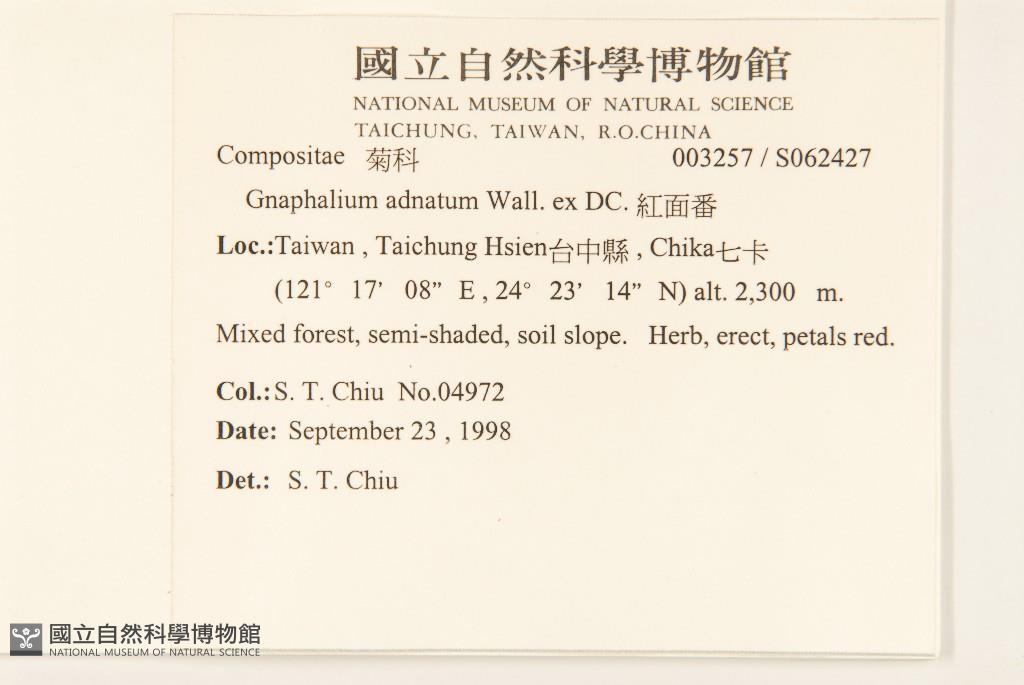 國立自然科學博物館
NATIONAL MUSEUM OF NATURAL SCIENCE
TAICHUNG, TAIWAN, R.O.CHINA
Compositae 菊科 003257 / S062427
Gnaphalium adnatum Wall. ex DC. 紅面番
Loc.:Taiwan , Taichung Hsien台中縣 , Chika七卡
(121° 17’ 08” E , 24° 23’ 14” N) alt. 2,300 m.
Mixed forest, semi-shaded, soil slope. Herb, erect, petals red.
Col.: S. T. Chiu No.04972
Date: September 23 , 1998
Det.: S. T. Chiu
國立自然科學博物館
NATIONAL MUSEUM OF NATURAL SCIENCE